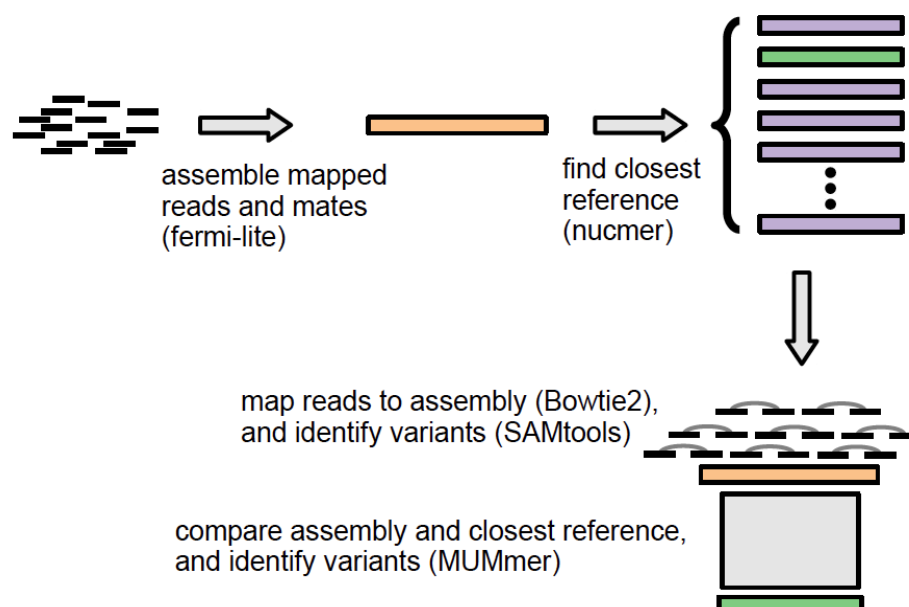 assemble mapped
reads and mates
(fermi-lite)
find closest
reference
(nucmer)
map reads to assembly (Bowtie2),
and identify variants (SAMtools)
compare assembly and closest reference,
and identify variants (MUMmer)